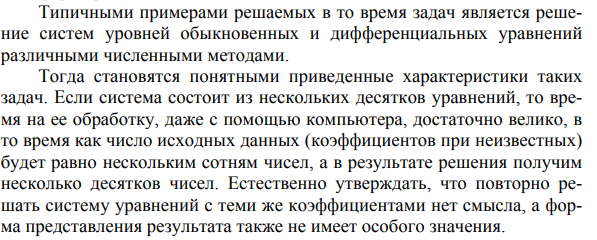 Типичными примерами решаемых в то время задач является реше-
ние систем уровней обыкновенных и дифференциальных уравнений
различными численными методами.
Тогда становятся понятными приведенные характеристики таких
задач. Если система состоит из нескольких десятков уравнений, то вре-
мя на ее обработку, даже с помощью компьютера, достаточно велико, в
то время как число исходных данных (коэффициентов при неизвестных)
будет равно нескольким сотням чисел, а в результате решения получим
несколько десятков чисел. Естественно утверждать, что повторно ре-
шать систему уравнений с теми же коэффициентами нет смысла, а фор-
ма представления результата также не имеет особого значения.